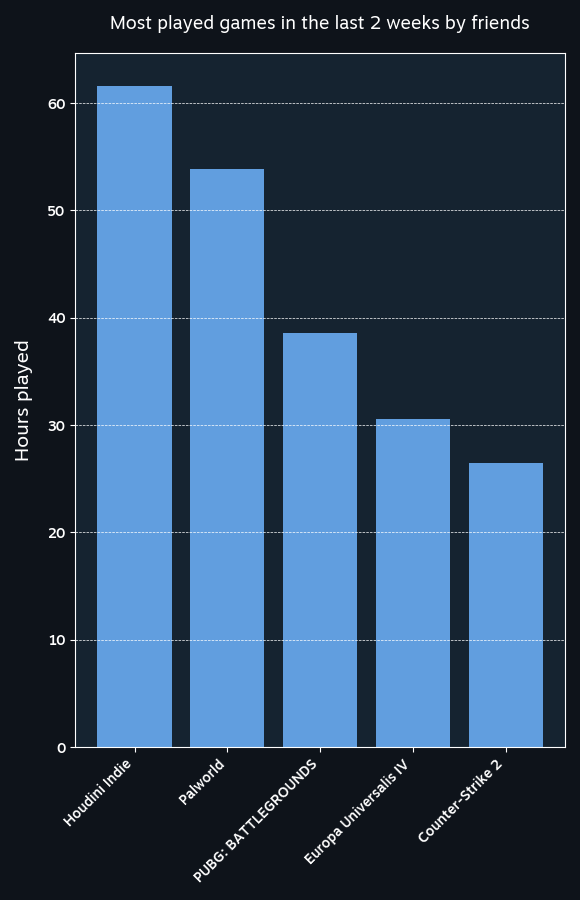 Most played games in the last 2 weeks by friends
Hours played
60
50
40
30
20
10
0
Houdini Indie
Palworld
PUBG: BATTLEGROUNDS
Europa Universalis IV
Counter-Strike 2